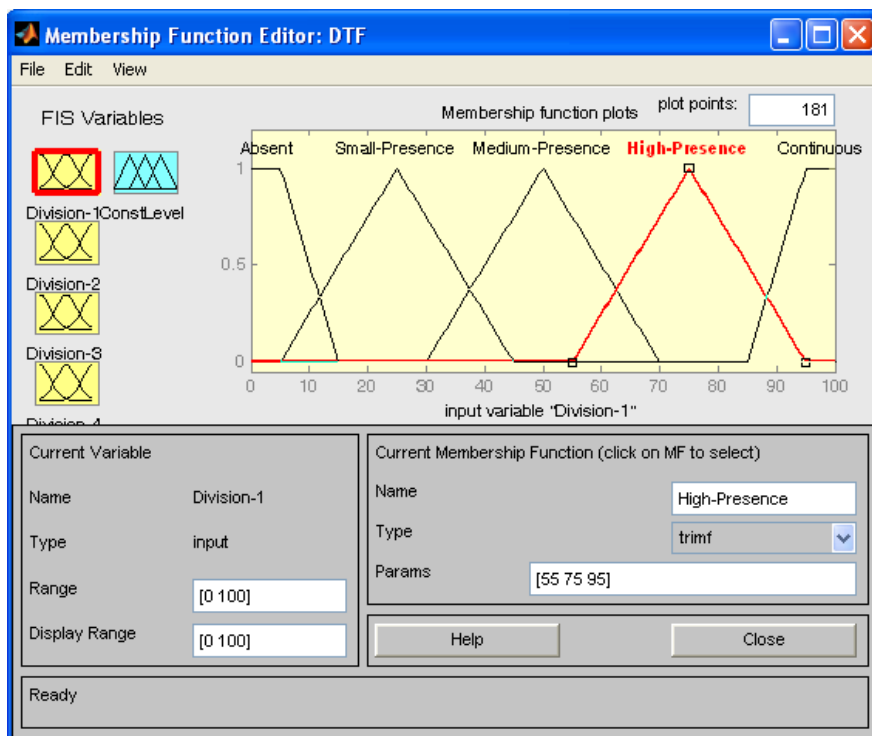 Membership Function Editor: DTF
File Edit View
FIS Variables
Membership function plots
plot points:
181
Division-1
ConstLevel
Division-2
Division-3
Division-4
Absent Small-Presence Medium-Presence High-Presence Continuous
1
0.5
0
0 10 20 30 40 50 60 70 80 90 100
input variable "Division-1"
Current Variable
Name Division-1
Type input
Range [0 100]
Display Range [0 100]
Current Membership Function (click on MF to select)
Name High-Presence
Type trimf
Params [55 75 95]
Help Close
Ready